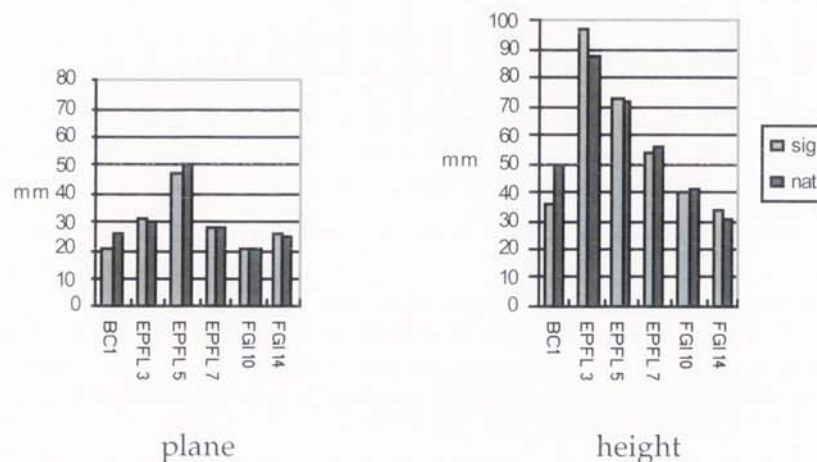 80
70
60
50
mm 40
30
20
10
0
BC1
EPFL 3
EPFL 5
EPFL 7
FGI 10
FGI 14
plane
100
90
80
70
60
mm 50
40
30
20
10
0
BC1
EPFL 3
EPFL 5
EPFL 7
FGI 10
FGI 14
height
sig
nat